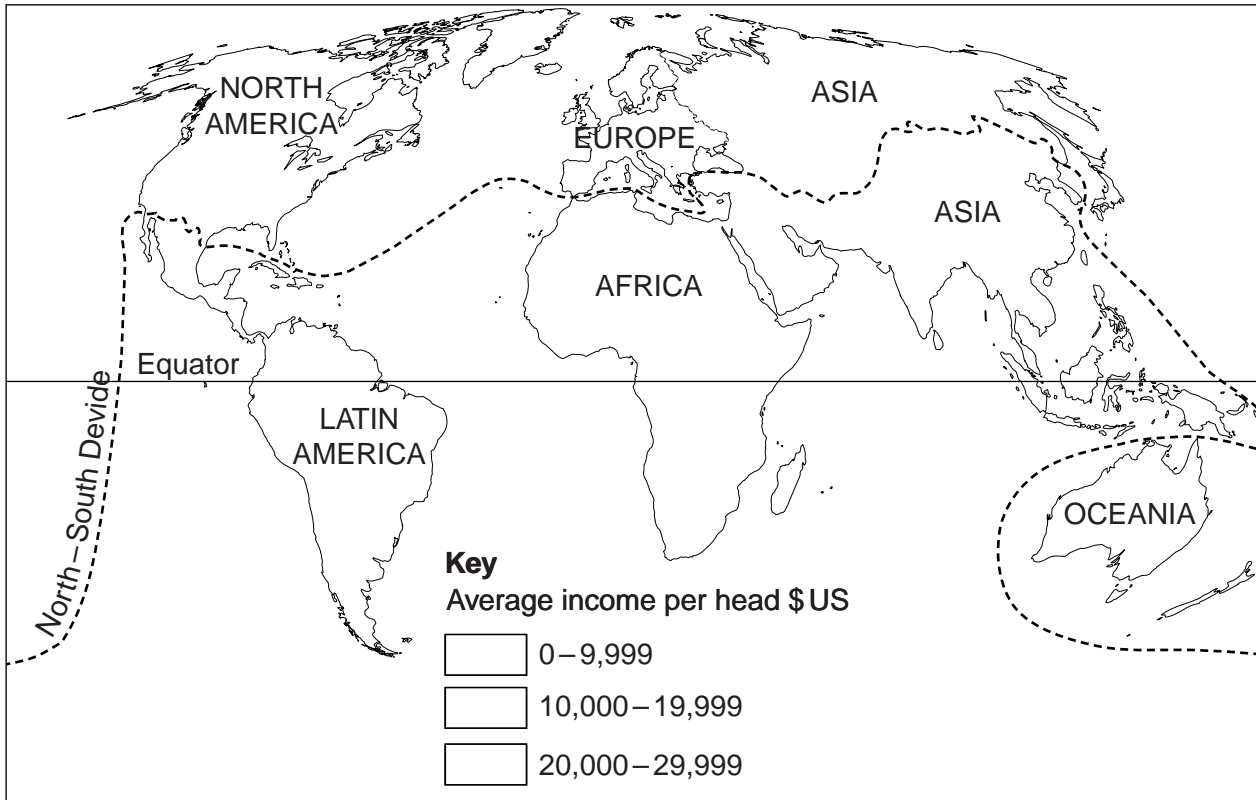 NORTH
AMERICA
ASIA
EUROPE
ASIA
AFRICA
Equator
LATIN
AMERICA
OCEANIA
North–South Devide
Key
Average income per head $US
0–9,999
10,000–19,999
20,000–29,999